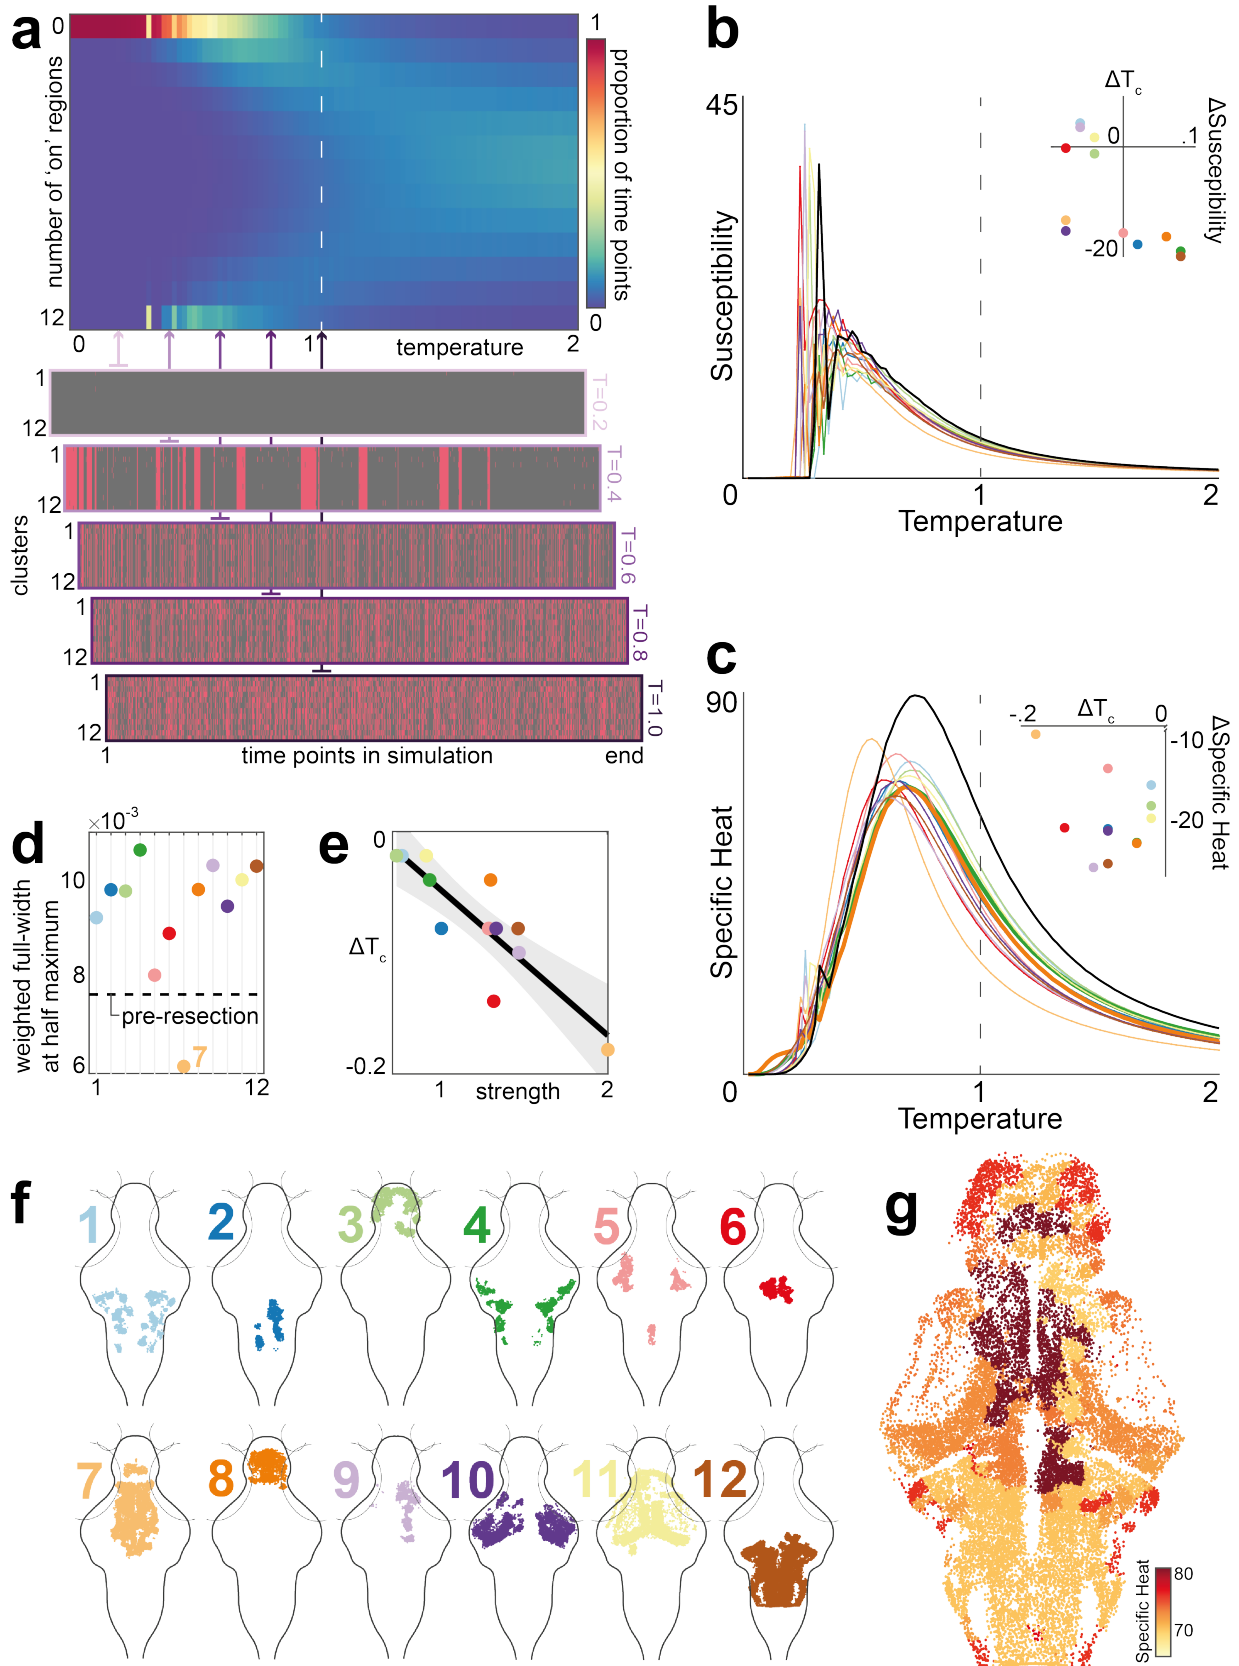 a
0
12
number of 'on' regions
0
1
2
temperature
1
0
proportion of time points
1
12
T=0.2
1
12
T=0.4
1
12
T=0.6
1
12
T=0.8
1
12
T=1.0
clusters
1
time points in simulation
end
b
45
Susceptibility
0
1
2
Temperature
ΔTc
0
.1
-20
ΔSuscepibility
c
90
Specific Heat
0
1
2
Temperature
-.2
ΔTc
0
-10
-20
ΔSpecific Heat
d
×10-3
10
8
6
weighted full-width
at half maximum
pre-resection
7
1
12
e
0
ΔTc
-0.2
1
strength
2
f
1
2
3
4
5
6
7
8
9
10
11
12
g
Specific Heat
80
70